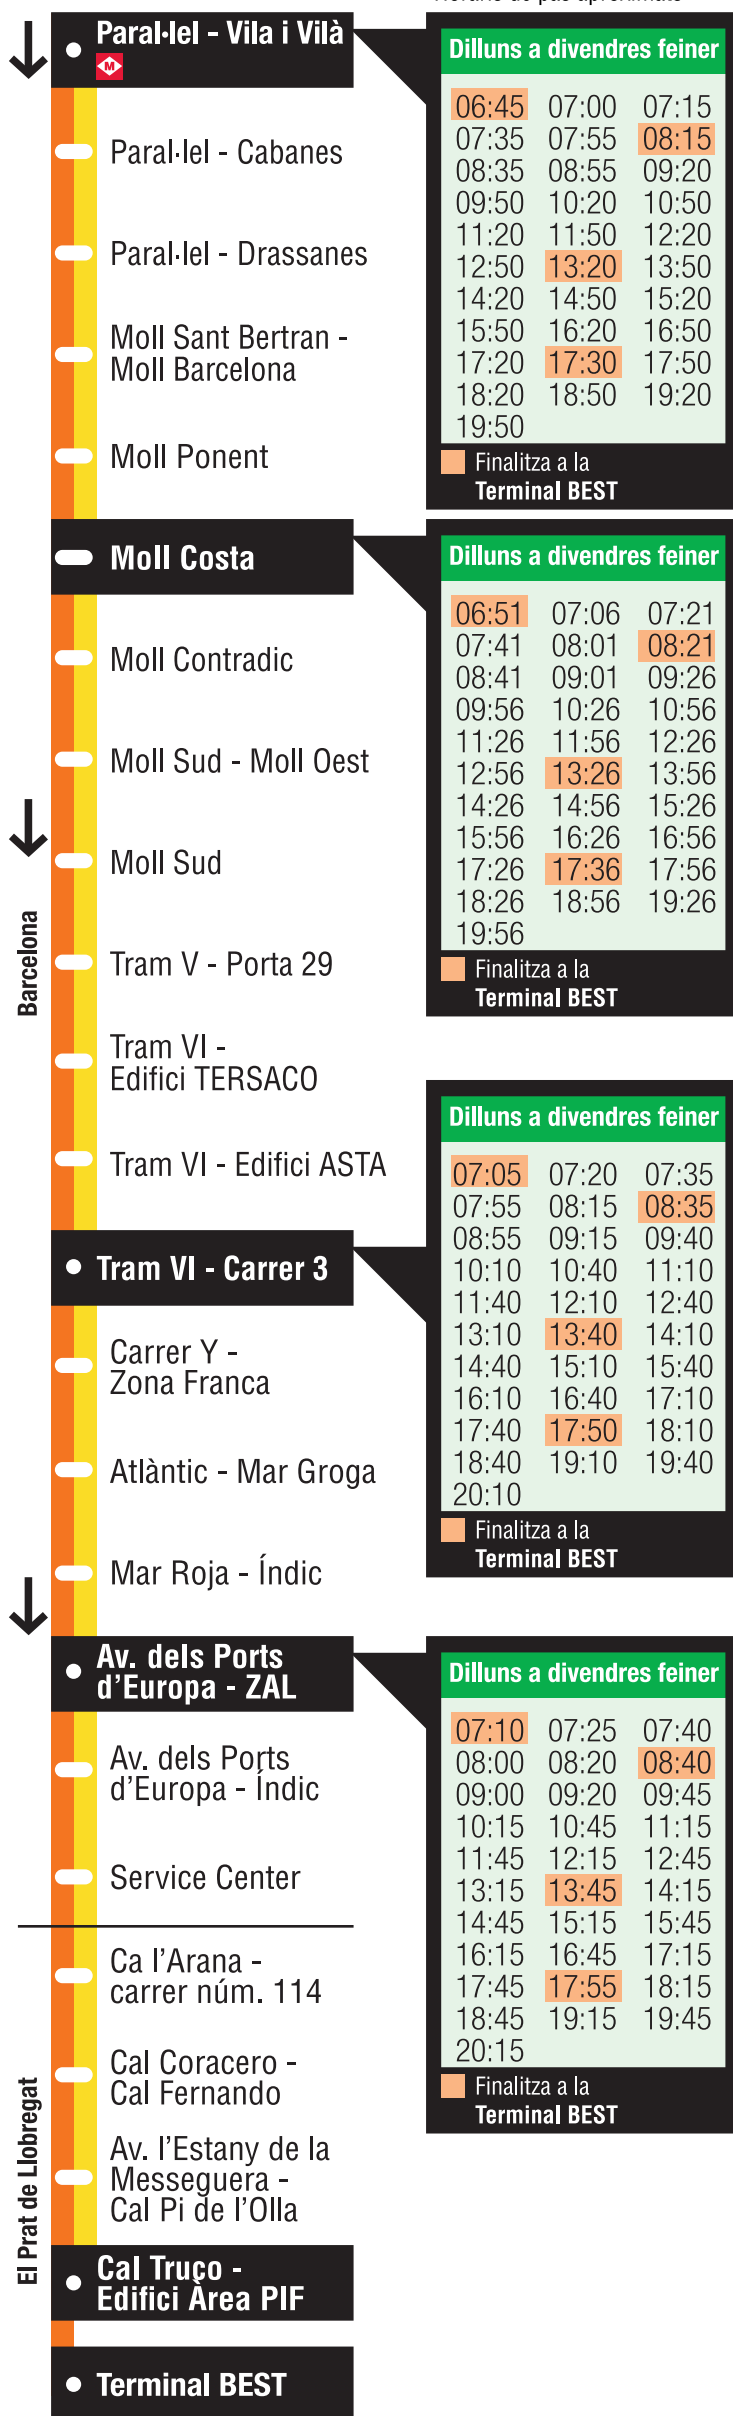 Paral·lel - Vila i Vilà
M
Dilluns a divendres feiner
06:45 07:00 07:15
07:35 07:55 08:15
08:35 08:55 09:20
09:50 10:20 10:50
11:20 11:50 12:20
12:50 13:20 13:50
14:20 14:50 15:20
15:50 16:20 16:50
17:20 17:30 17:50
18:20 18:50 19:20
19:50
Finalitza a la
Terminal BEST
Paral·lel - Cabanes
Paral·lel - Drassanes
Moll Sant Bertran -
Moll Barcelona
Moll Ponent
Moll Costa
Dilluns a divendres feiner
06:51 07:06 07:21
07:41 08:01 08:21
08:41 09:01 09:26
09:56 10:26 10:56
11:26 11:56 12:26
12:56 13:26 13:56
14:26 14:56 15:26
15:56 16:26 16:56
17:26 17:36 17:56
18:26 18:56 19:26
19:56
Finalitza a la
Terminal BEST
Moll Contradic
Moll Sud - Moll Oest
Moll Sud
Barcelona
Tram V - Porta 29
Tram VI -
Edifici TERSACO
Tram VI - Edifici ASTA
Tram VI - Carrer 3
Dilluns a divendres feiner
07:05 07:20 07:35
07:55 08:15 08:35
08:55 09:15 09:40
10:10 10:40 11:10
11:40 12:10 12:40
13:10 13:40 14:10
14:40 15:10 15:40
16:10 16:40 17:10
17:40 17:50 18:10
18:40 19:10 19:40
20:10
Finalitza a la
Terminal BEST
Carrer Y -
Zona Franca
Atlàntic - Mar Groga
Mar Roja - Índic
Av. dels Ports
d'Europa - ZAL
Dilluns a divendres feiner
07:10 07:25 07:40
08:00 08:20 08:40
09:00 09:20 09:45
10:15 10:45 11:15
11:45 12:15 12:45
13:15 13:45 14:15
14:45 15:15 15:45
16:15 16:45 17:15
17:45 17:55 18:15
18:45 19:15 19:45
20:15
Finalitza a la
Terminal BEST
Av. dels Ports
d'Europa - Índic
Service Center
El Prat de Llobregat
Ca l'Arana -
carrer núm. 114
Cal Coracero -
Cal Fernando
Av. l'Estany de la
Messeguera -
Cal Pi de l'Olla
Cal Truco -
Edifici Àrea PIF
Terminal BEST